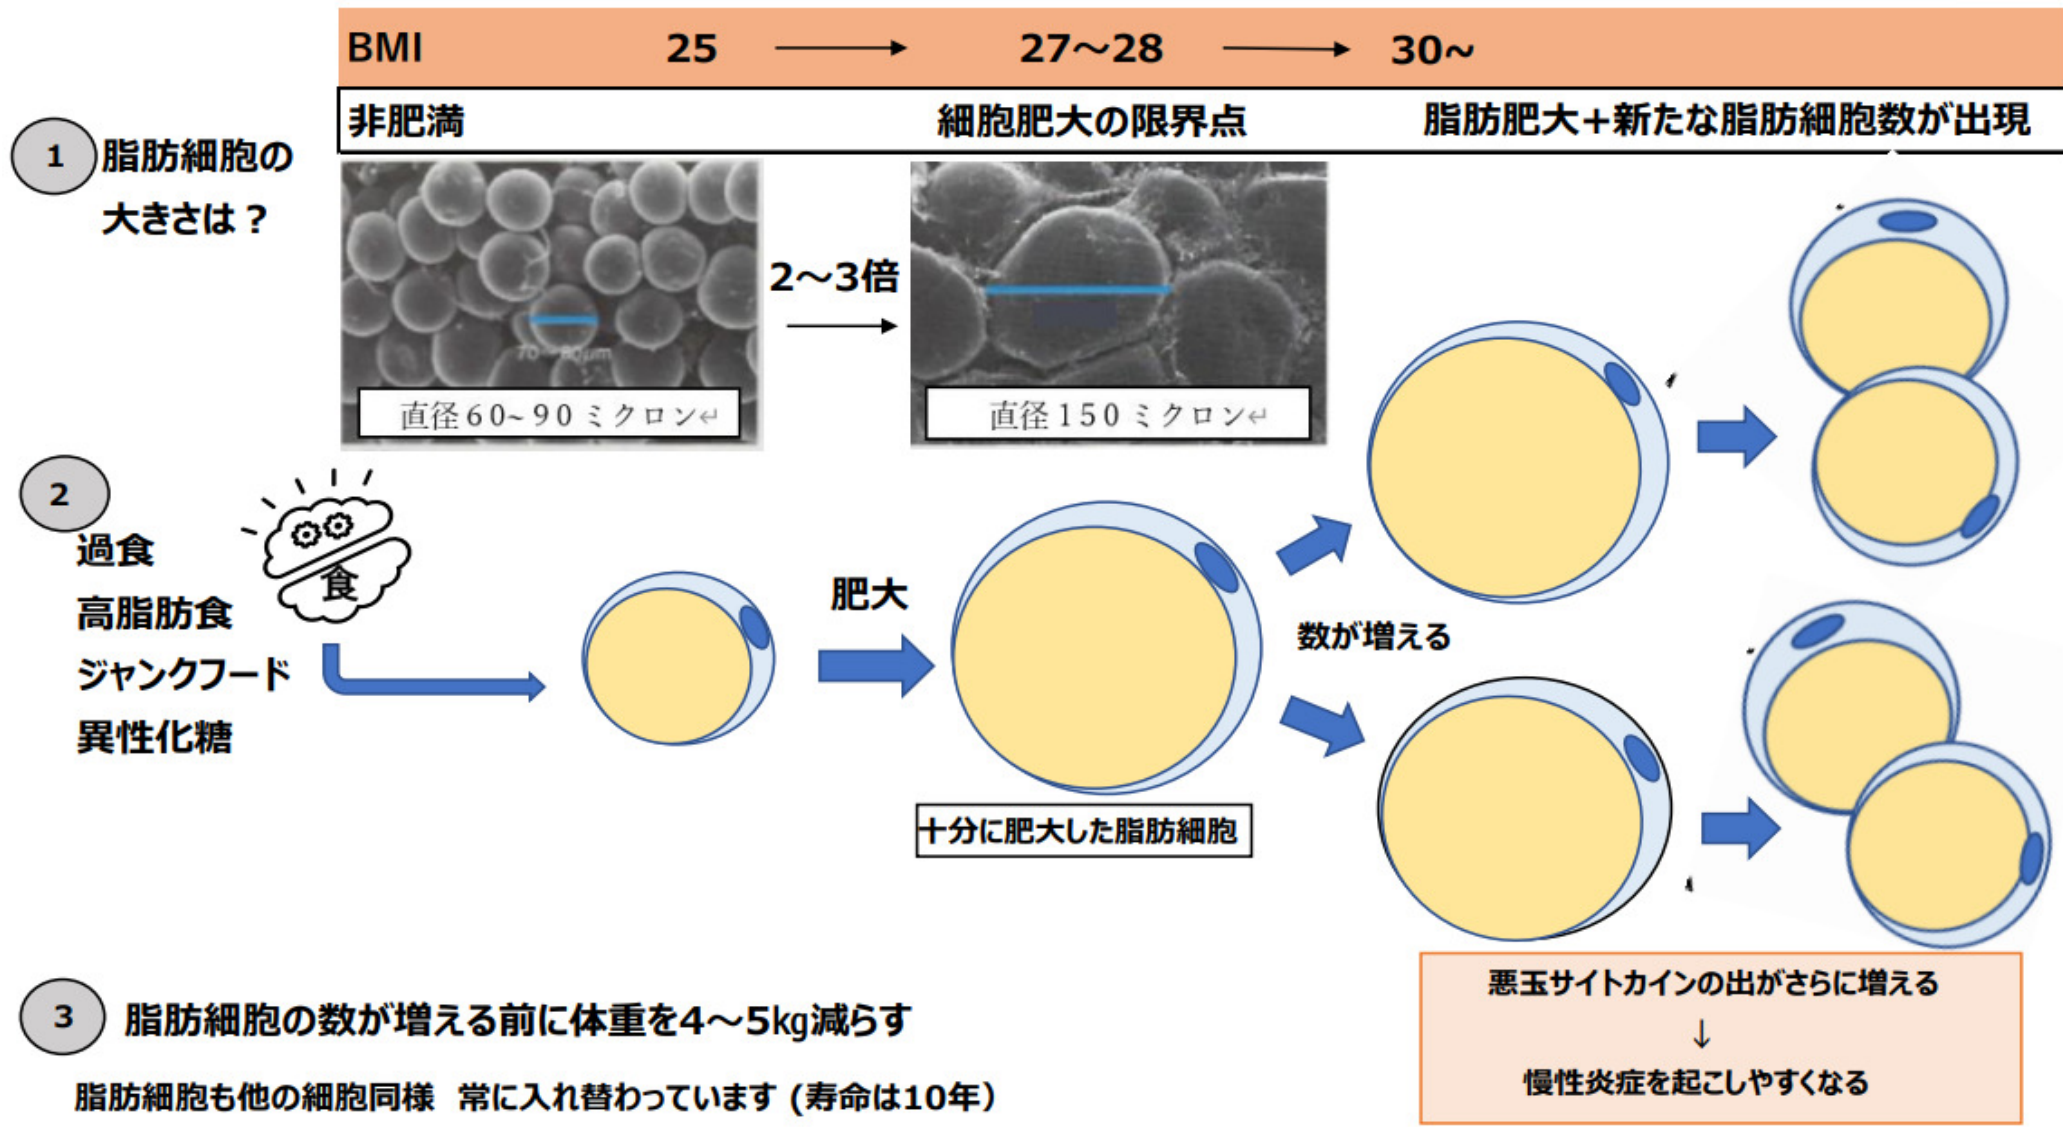 BMI 25 → 27～28 → 30~
非肥満 細胞肥大の限界点 脂肪肥大+新たな脂肪細胞数が出現
1 脂肪細胞の
大きさは？
2～3倍
70～80μm
直径60~90ミクロン↵
直径150ミクロン↵
2
過食
高脂肪食
ジャンクフード
異性化糖
食
肥大
数が増える
十分に肥大した脂肪細胞
悪玉サイトカインの出がさらに増える
↓
慢性炎症を起こしやすくなる
3 脂肪細胞の数が増える前に体重を4～5kg減らす
脂肪細胞も他の細胞同様 常に入れ替わっています (寿命は10年）